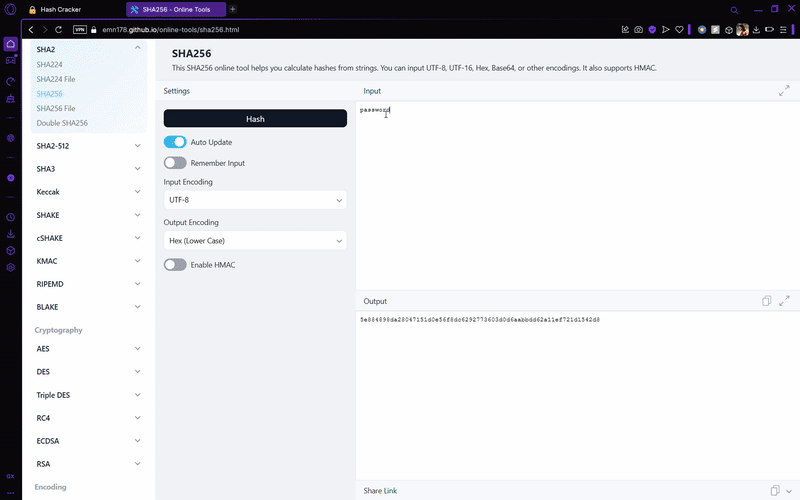 Hash Cracker
SHA256 - Online Tools
VPN
emn178.github.io/online-tools/sha256.html
SHA2
SHA224
SHA224 File
SHA256
SHA256 File
Double SHA256
SHA2-512
SHA3
Keccak
SHAKE
cSHAKE
KMAC
RIPEMD
BLAKE
Cryptography
AES
DES
Triple DES
RC4
ECDSA
RSA
Encoding
SHA256
This SHA256 online tool helps you calculate hashes from strings. You can input UTF-8, UTF-16, Hex, Base64, or other encodings. It also supports HMAC.
Settings
Hash
Auto Update
Remember Input
Input Encoding
UTF-8
Output Encoding
Hex (Lower Case)
Enable HMAC
Input
password
Output
5e884898da28047151d0e56f8dc6292773603d0d6aabbdd62a11ef721d1542d8
Share Link